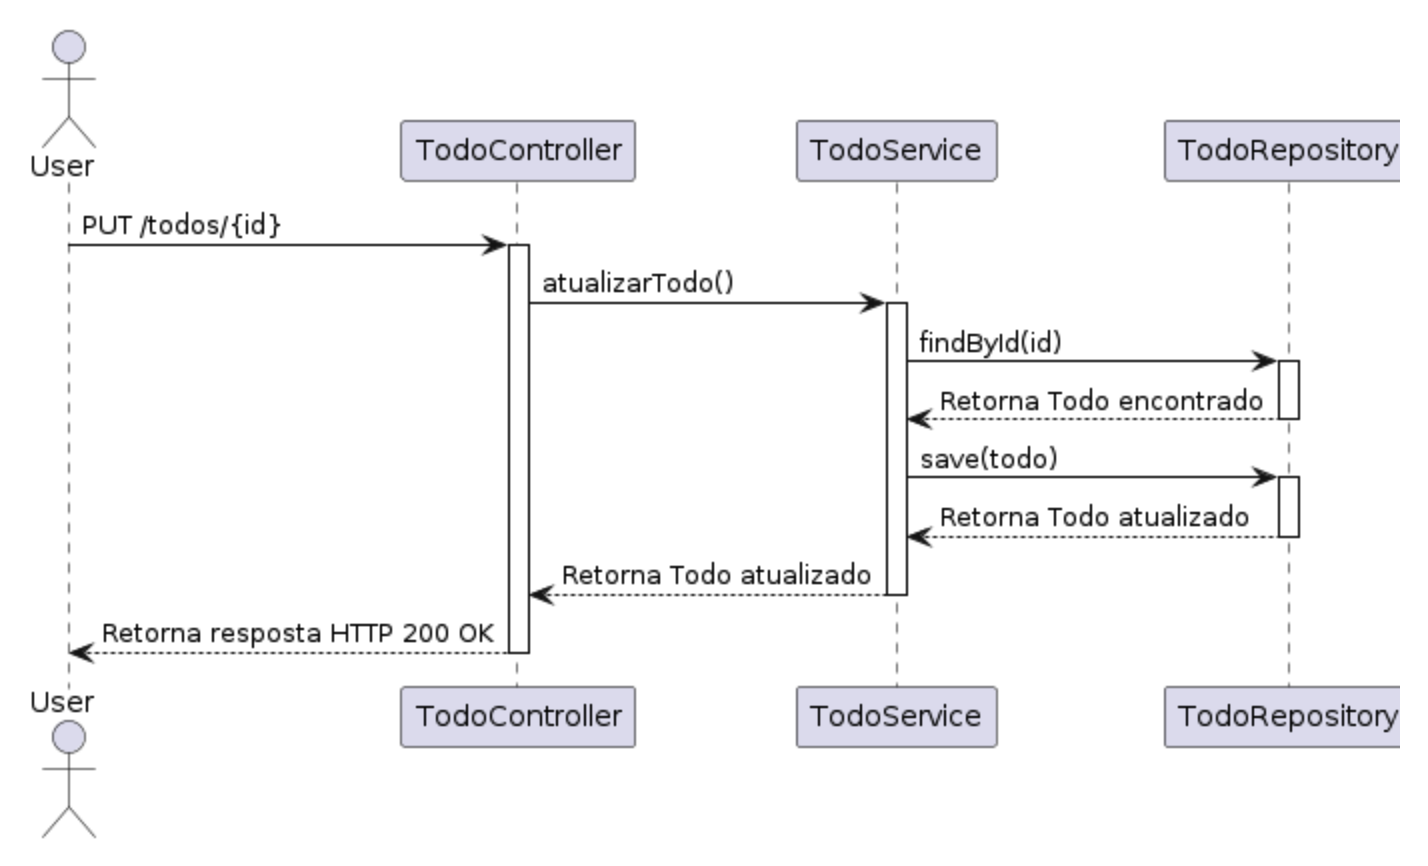 User
TodoController
TodoService
TodoRepository
PUT /todos/{id}
atualizarTodo()
findById(id)
Retorna Todo encontrado
save(todo)
Retorna Todo atualizado
Retorna Todo atualizado
Retorna resposta HTTP 200 OK
User
TodoController
TodoService
TodoRepository